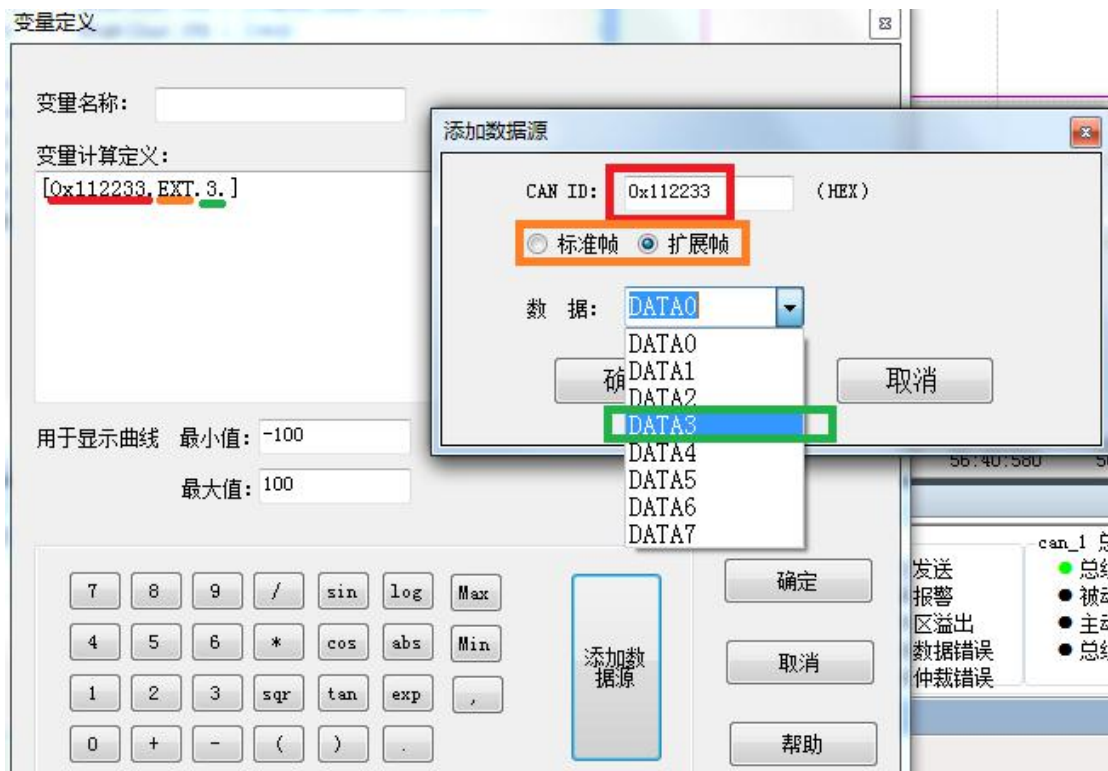 变量定义
变量名称:
变量计算定义:
[0x112233.EXT.3.]
添加数据源
CAN ID: 0x112233 (HEX)
标准帧 扩展帧
数 据: DATA0
DATA0
DATA1
DATA2
DATA3
DATA4
DATA5
DATA6
DATA7
取消
用于显示曲线 最小值: -100
最大值: 100
56:40:580
7 8 9 / sin log Max
4 5 6 * cos abs Min
1 2 3 sqr tan exp ,
0 + - ( ) .
添加数据源
确定
取消
帮助
can_1
发送
报警
区溢出
数据错误
仲裁错误